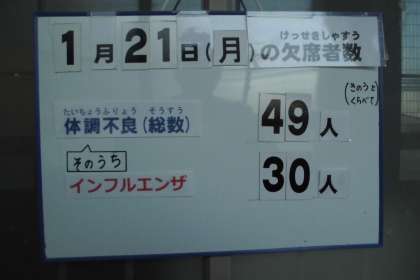 けっせきしゃすう
1月21日(月)の欠席者数
(きのうと
くらべて)
たいちょうふりょう そうすう
体調不良(総数) 49人
そのうち
インフルエンザ 30人